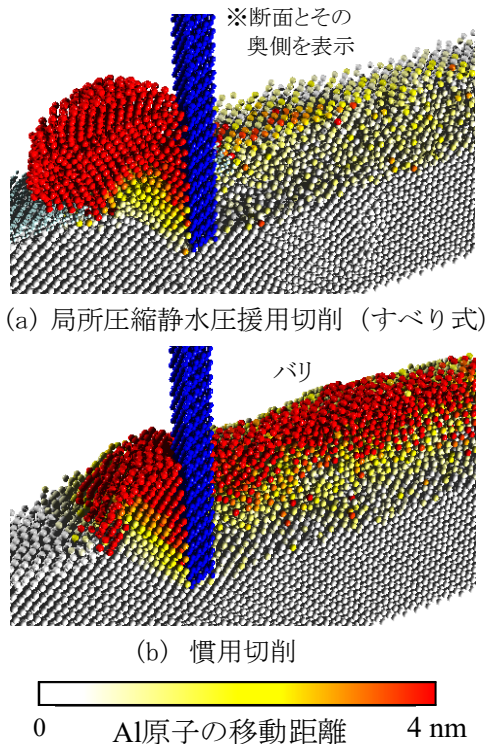 ※断面とその
奥側を表示
(a) 局所圧縮静水圧援用切削 (すべり式)
バリ
(b) 慣用切削
0 Al原子の移動距離 4 nm